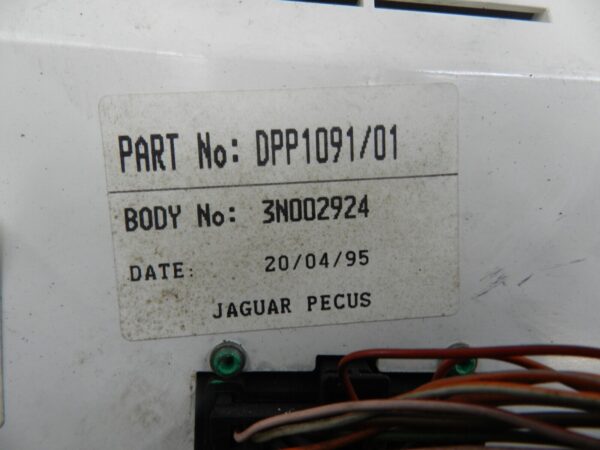 PART No: DPP1091/01
BODY No: 3N002924
DATE: 20/04/95
JAGUAR PECUS